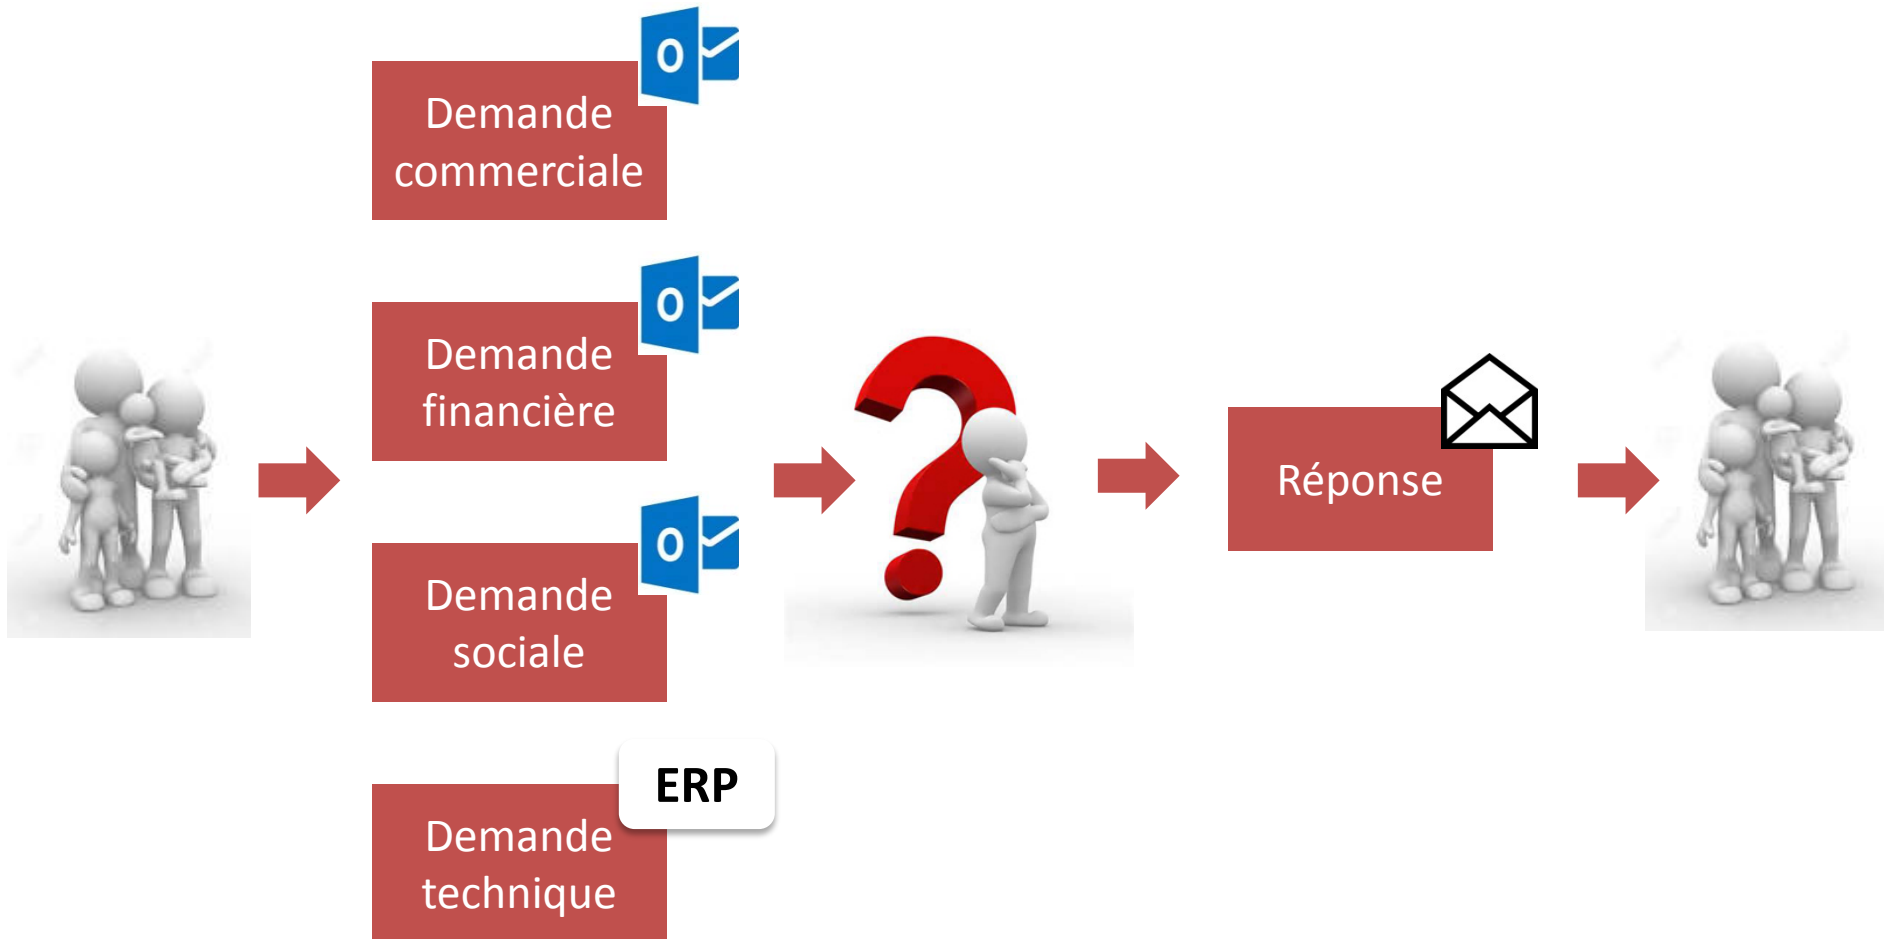 Demande
commerciale
Demande
financière
Demande
sociale
ERP
Demande
technique
Réponse